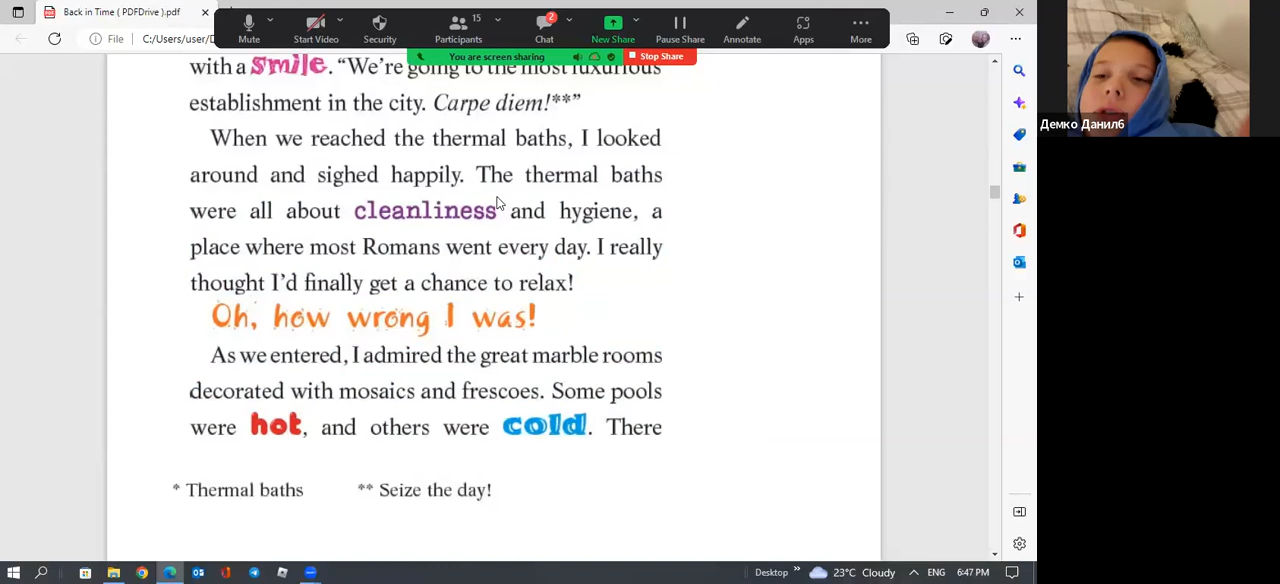 Back in Time ( PDFDrive ).pdf
File
C:/Users/user/D
Mute
Start Video
Security
15
Participants
2
Chat
New Share
Pause Share
Annotate
Apps
More
You are screen sharing
Stop Share
with a smile. “We’re going to the most luxurious
establishment in the city. Carpe diem!**”
When we reached the thermal baths, I looked
around and sighed happily. The thermal baths
were all about cleanliness and hygiene, a
place where most Romans went every day. I really
thought I’d finally get a chance to relax!
Oh, how wrong I was!
As we entered, I admired the great marble rooms
decorated with mosaics and frescoes. Some pools
were hot, and others were cold. There
* Thermal baths ** Seize the day!
Демко Данил6
Desktop
23°C Cloudy
ENG
6:47 PM